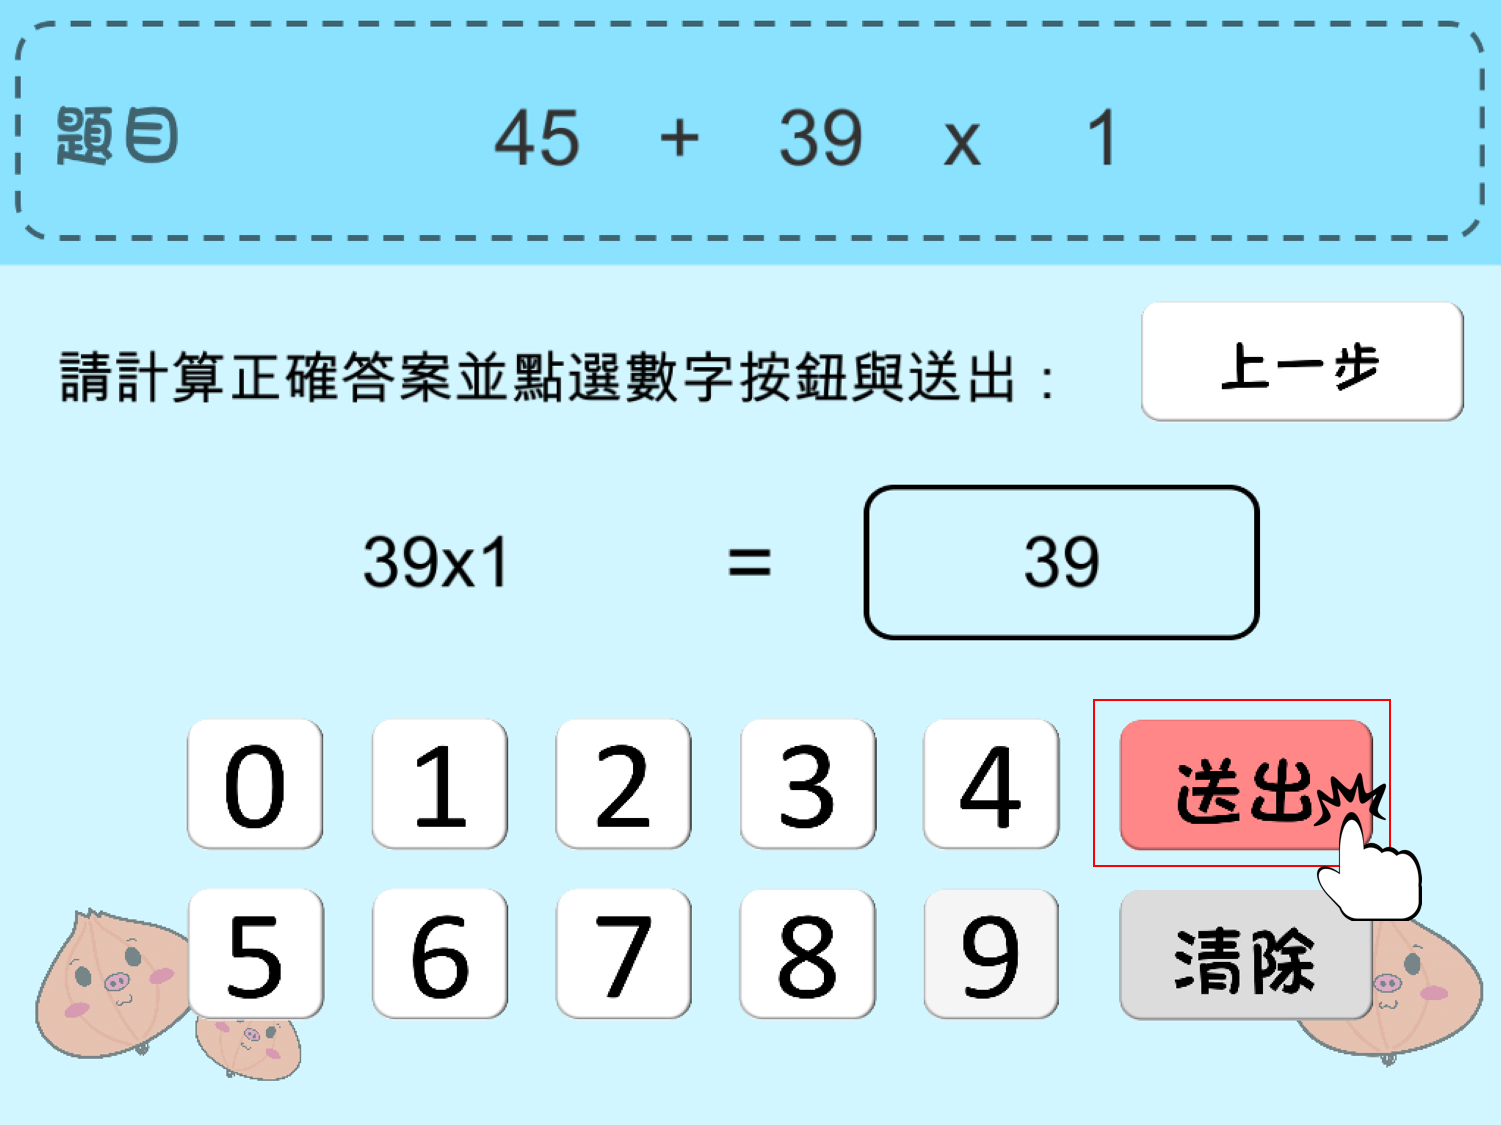 題目 45 + 39 x 1
請計算正確答案並點選數字按鈕與送出：
上一步
39x1 = 39
0 1 2 3 4 送出
5 6 7 8 9 清除